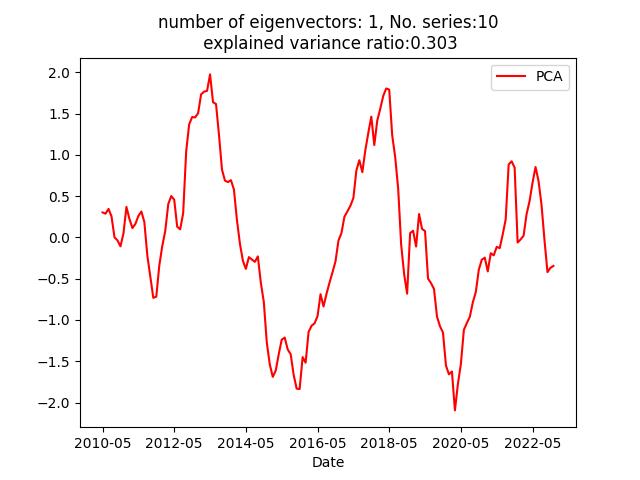 number of eigenvectors: 1, No. series:10
explained variance ratio:0.303
PCA
2.0
1.5
1.0
0.5
0.0
−0.5
−1.0
−1.5
−2.0
2010-05 2012-05 2014-05 2016-05 2018-05 2020-05 2022-05
Date